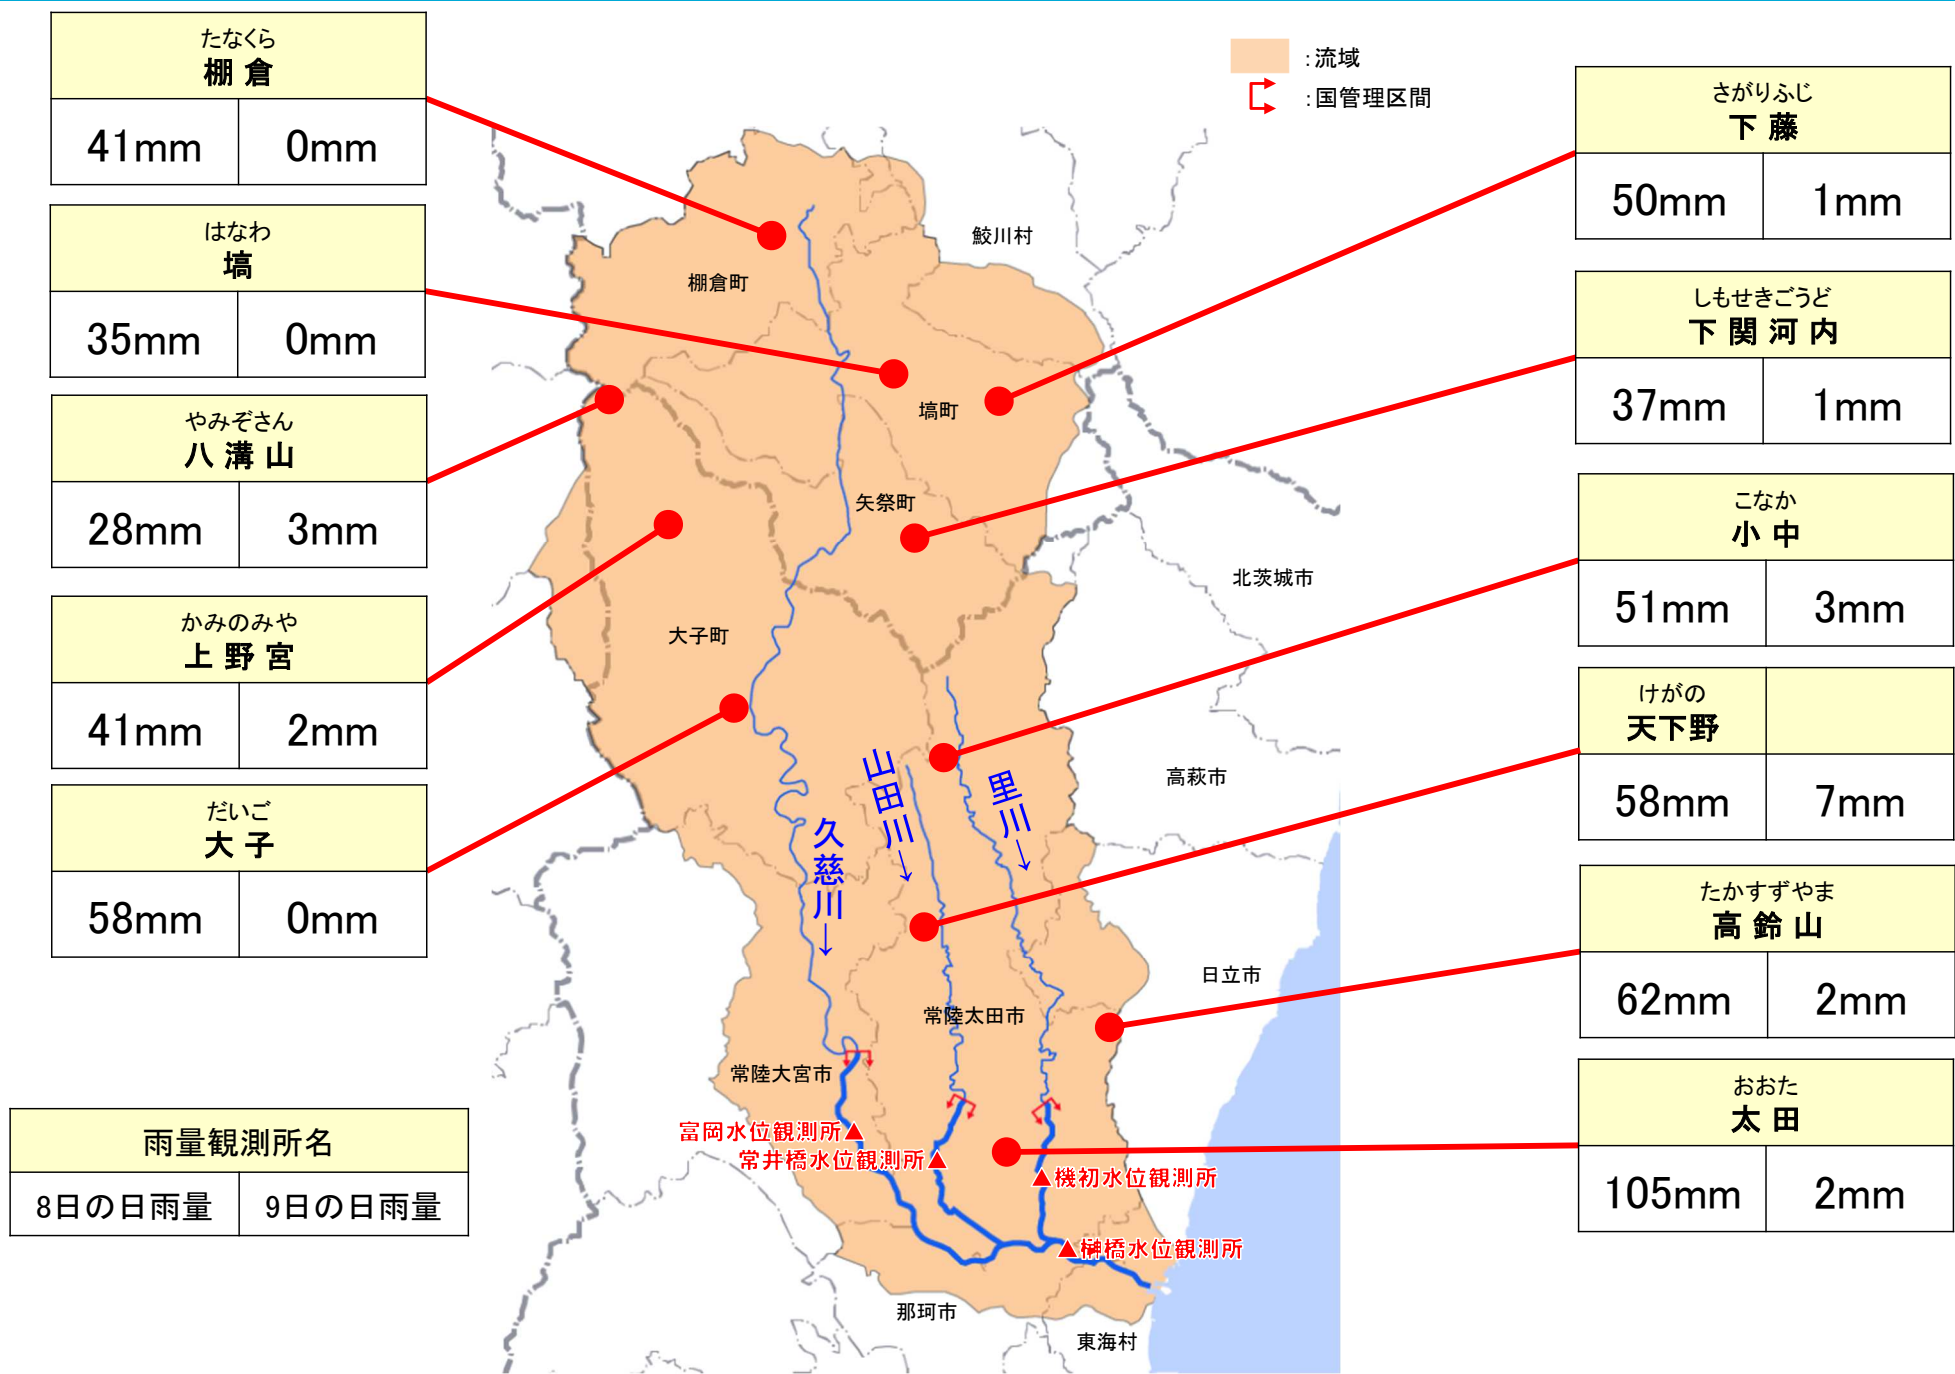 たなくら
棚倉
41mm 0mm
はなわ
塙
35mm 0mm
やみぞさん
八溝山
28mm 3mm
かみのみや
上野宮
41mm 2mm
だいご
大子
58mm 0mm
雨量観測所名
8日の日雨量 9日の日雨量
:流域
:国管理区間
鮫川村
棚倉町
塙町
矢祭町
北茨城市
大子町
高萩市
山田川→
里川→
久慈川→
日立市
常陸太田市
常陸大宮市
富岡水位観測所▲
常井橋水位観測所▲
▲機初水位観測所
▲榊橋水位観測所
那珂市
東海村
さがりふじ
下藤
50mm 1mm
しもせきごうど
下関河内
37mm 1mm
こなか
小中
51mm 3mm
けがの
天下野
58mm 7mm
たかすずやま
高鈴山
62mm 2mm
おおた
太田
105mm 2mm